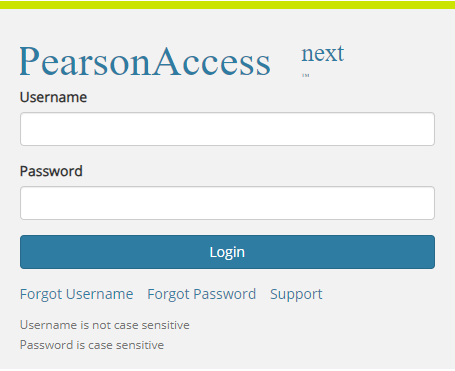 PearsonAccess next
™
Username
Password
Login
Forgot Username Forgot Password Support
Username is not case sensitive
Password is case sensitive